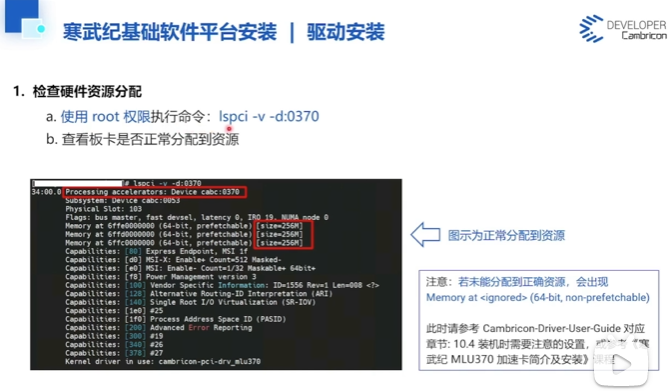 寒武纪基础软件平台安装 | 驱动安装
DEVELOPER
Cambricon
1. 检查硬件资源分配
a. 使用 root 权限执行命令：lspci -v -d:0370
b. 查看板卡是否正常分配到资源
# lspci -v -d:0370
34:00.0 Processing accelerators: Device cabc:0370
Subsystem: Device cabc:0053
Physical Slot: 103
Flags: bus master, fast devsel, latency 0, IRQ 19, NUMA node 0
Memory at 6ffe0000000 (64-bit, prefetchable) [size=256M]
Memory at 6ffd0000000 (64-bit, prefetchable) [size=256M]
Memory at 6ffc0000000 (64-bit, prefetchable) [size=256M]
Capabilities: [80] Express Endpoint, MSI 1f
Capabilities: [d0] MSI-X: Enable+ Count=512 Masked-
Capabilities: [e0] MSI: Enable- Count=1/32 Maskable+ 64bit+
Capabilities: [f8] Power Management version 3
Capabilities: [100] Vendor Specific Information: ID=1556 Rev=1 Len=008 <?>
Capabilities: [128] Alternative Routing-ID Interpretation (ARI)
Capabilities: [140] Single Root I/O Virtualization (SR-IOV)
Capabilities: [1e0] #25
Capabilities: [1f0] Process Address Space ID (PASID)
Capabilities: [200] Advanced Error Reporting
Capabilities: [300] #19
Capabilities: [340] #26
Capabilities: [378] #27
Kernel driver in use: cambricon-pci-drv_mlu370
图示为正常分配到资源
注意：若未能分配到正确资源，会出现
Memory at <ignored> (64-bit, non-prefetchable)
此时请参考 Cambricon-Driver-User-Guide 对应
章节：10.4 装机时需要注意的设置，或参考《寒
武纪 MLU370 加速卡简介及安装》课程